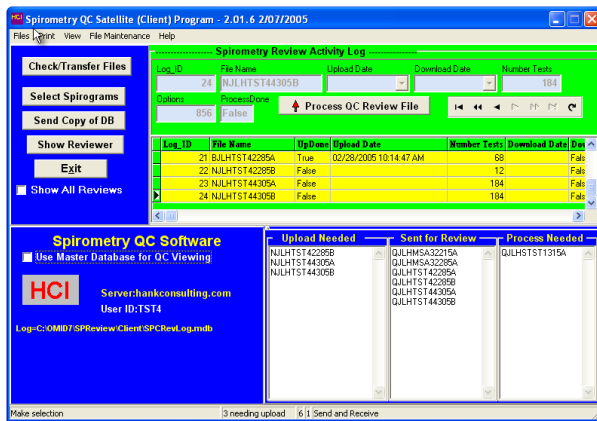 HCI Spirometry QC Satellite (Client) Program - 2.01.6 2/07/2005
Files Print View File Maintenance Help
Check/Transfer Files
Select Spirograms
Send Copy of DB
Show Reviewer
Exit
Show All Reviews
Spirometry Review Activity Log
Log_ID File Name Upload Date Download Date Number Tests
24 NJLHTST44305B 184
Options ProcessDone
856 False Process QC Review File
Log_ID File Name UpDone Upload Date Number Tests Download Date Dow
21 BJLHTST42285A True 02/28/2005 10:14:47 AM 68 Fals
22 NJLHTST42285B False 12 Fals
23 NJLHTST44305A False 184 Fals
24 NJLHTST44305B False 184 Fals
Spirometry QC Software
Use Master Database for QC Viewing
HCI
Server:hankconsulting.com
User ID:TST4
Log=C:\OMID7\SPReview\Client\SPCRevLog.mdb
Upload Needed
NJLHTST42285B
NJLHTST44305A
NJLHTST44305B
Sent for Review
QJLHMSA32215A
QJLHMSA32285A
QJLHTST42285A
QJLHTST42285B
QJLHTST44305A
QJLHTST44305B
Process Needed
QJLHSTST1315A
Make selection 3 needing upload 6 1 Send and Receive